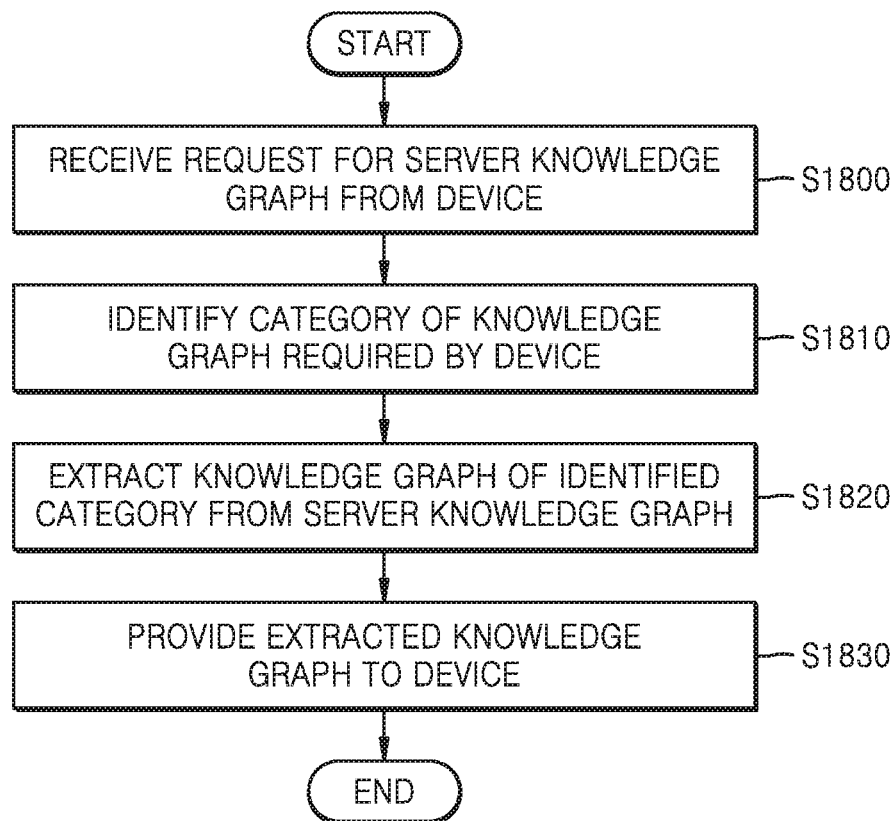 START
RECEIVE REQUEST FOR SERVER KNOWLEDGE
GRAPH FROM DEVICE
S1800
IDENTIFY CATEGORY OF KNOWLEDGE
GRAPH REQUIRED BY DEVICE
S1810
EXTRACT KNOWLEDGE GRAPH OF IDENTIFIED
CATEGORY FROM SERVER KNOWLEDGE GRAPH
S1820
PROVIDE EXTRACTED KNOWLEDGE
GRAPH TO DEVICE
S1830
END